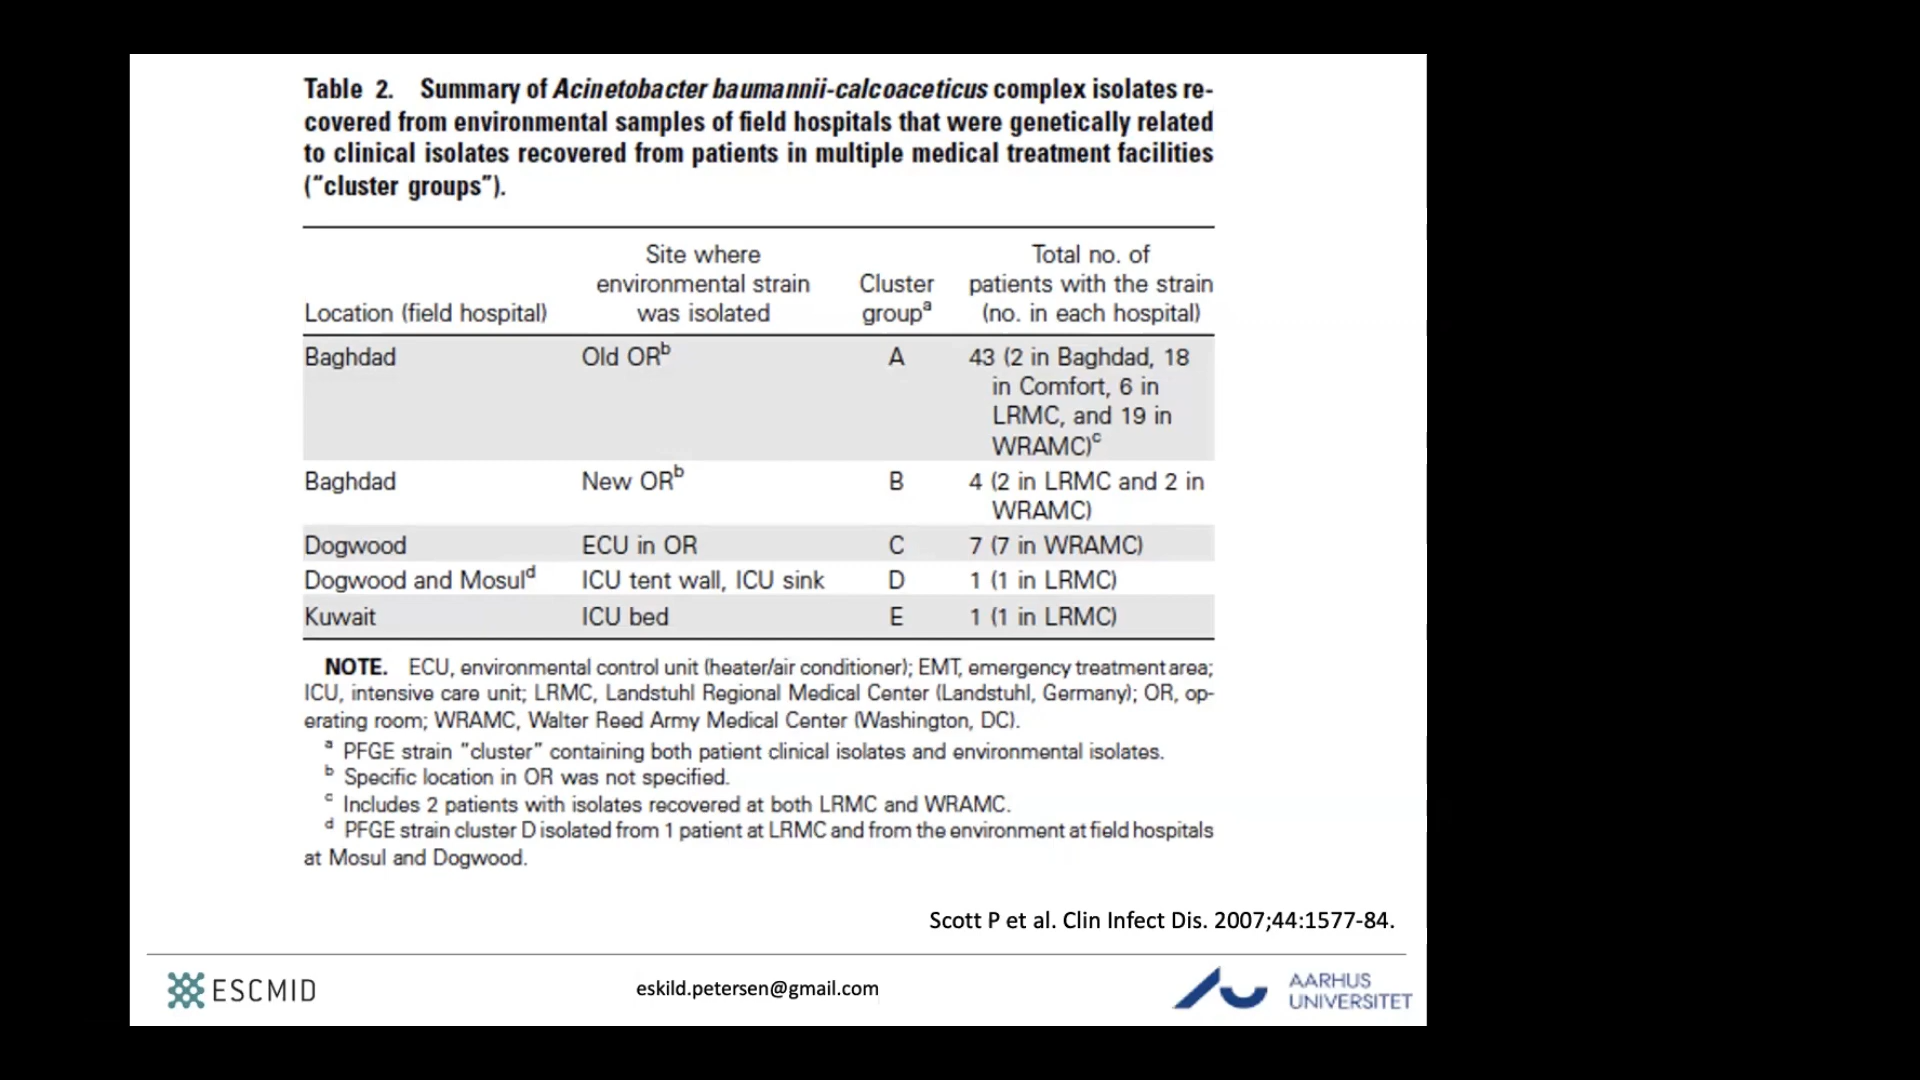 Table 2. Summary of Acinetobacter baumannii-calcoaceticus complex isolates re-
covered from environmental samples of field hospitals that were genetically related
to clinical isolates recovered from patients in multiple medical treatment facilities
("cluster groups").
Location (field hospital) Site where environmental strain was isolated Cluster groupᵃ Total no. of patients with the strain (no. in each hospital)
Baghdad Old ORᵇ A 43 (2 in Baghdad, 18
in Comfort, 6 in
LRMC, and 19 in
WRAMC)ᶜ
Baghdad New ORᵇ B 4 (2 in LRMC and 2 in
WRAMC)
Dogwood ECU in OR C 7 (7 in WRAMC)
Dogwood and Mosulᵈ ICU tent wall, ICU sink D 1 (1 in LRMC)
Kuwait ICU bed E 1 (1 in LRMC)
NOTE. ECU, environmental control unit (heater/air conditioner); EMT, emergency treatment area;
ICU, intensive care unit; LRMC, Landstuhl Regional Medical Center (Landstuhl, Germany); OR, op-
erating room; WRAMC, Walter Reed Army Medical Center (Washington, DC).
ᵃ PFGE strain "cluster" containing both patient clinical isolates and environmental isolates.
ᵇ Specific location in OR was not specified.
ᶜ Includes 2 patients with isolates recovered at both LRMC and WRAMC.
ᵈ PFGE strain cluster D isolated from 1 patient at LRMC and from the environment at field hospitals
at Mosul and Dogwood.
Scott P et al. Clin Infect Dis. 2007;44:1577-84.
ESCMID
eskild.petersen@gmail.com
AARHUS
UNIVERSITET